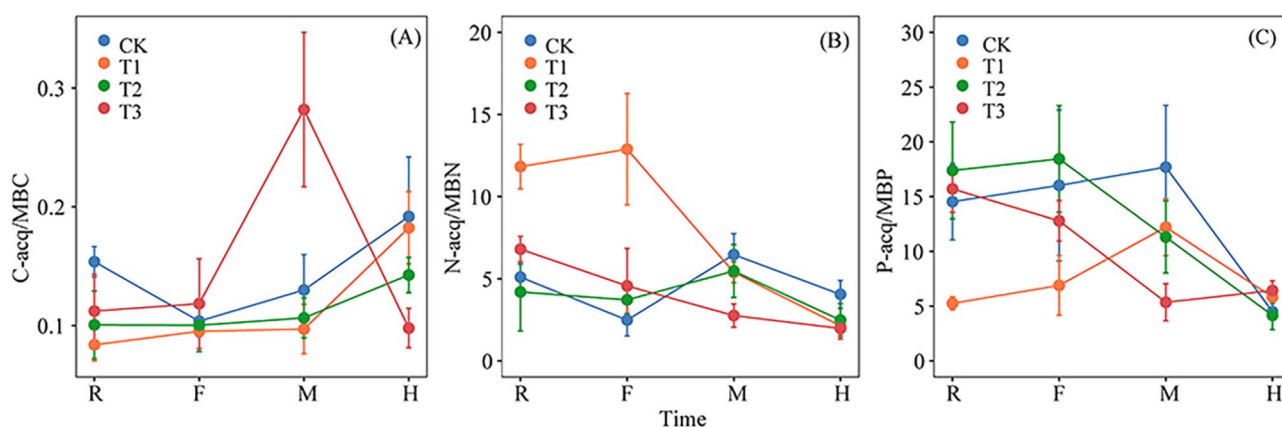 (A)
CK
T1
T2
T3
C-acq/MBC
0.3
0.2
0.1
R F M H
(B)
CK
T1
T2
T3
N-acq/MBN
20
15
10
5
0
R F M H
Time
(C)
CK
T1
T2
T3
P-acq/MBP
30
25
20
15
10
5
0
R F M H